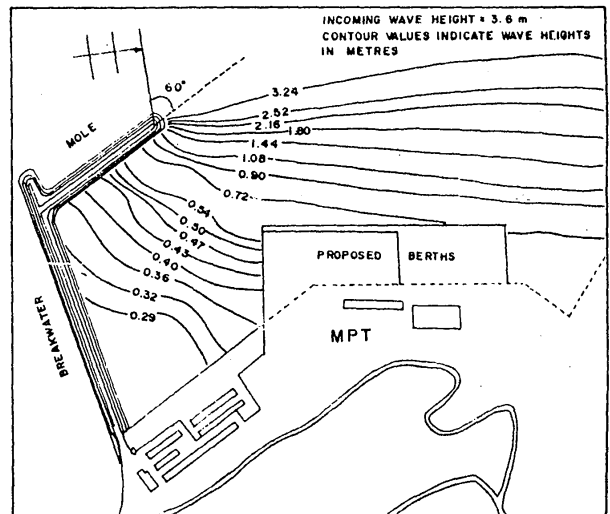 INCOMING WAVE HEIGHT = 3.6 m
CONTOUR VALUES INDICATE WAVE HEIGHTS
IN METRES
60°
MOLE
3.24
2.52
2.16
1.80
1.44
1.08
0.90
0.72
0.54
0.50
0.47
0.43
0.40
0.36
0.32
0.29
PROPOSED BERTHS
BREAKWATER
MPT